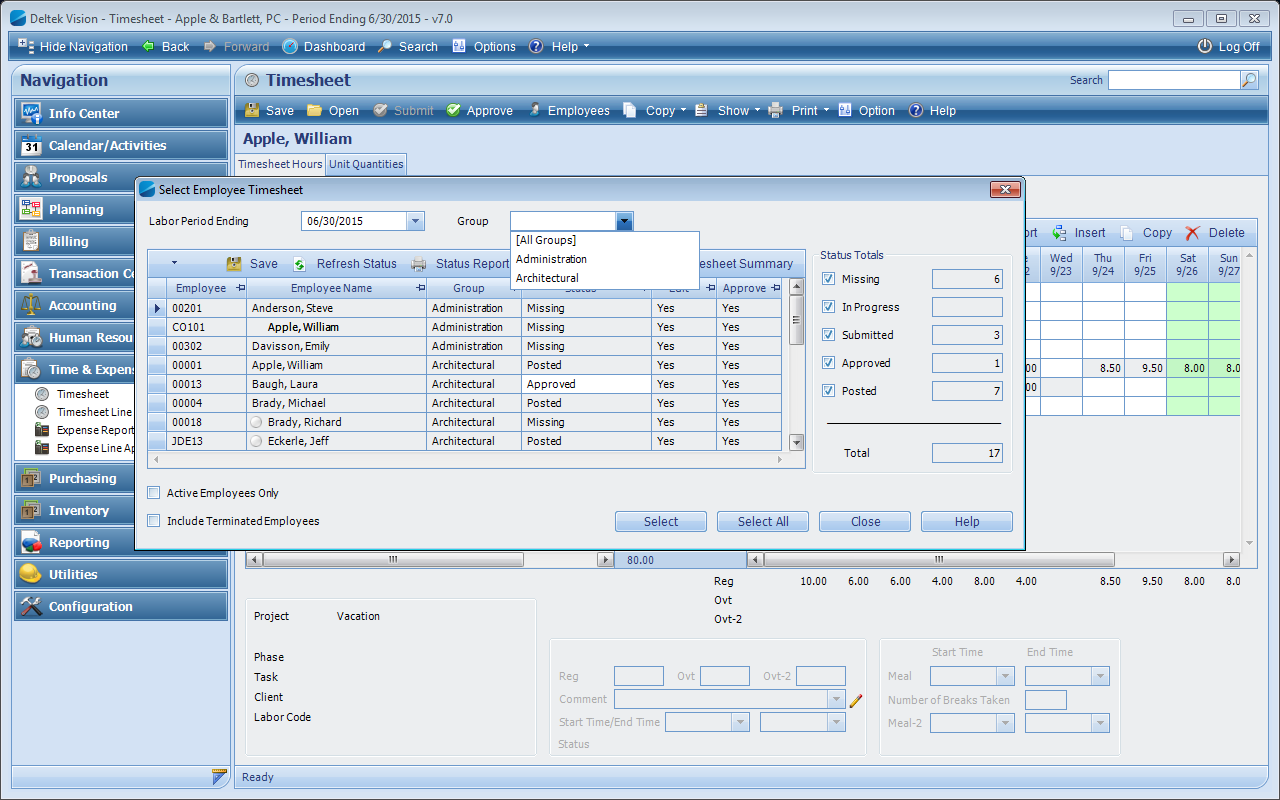 Deltek Vision - Timesheet - Apple & Bartlett, PC - Period Ending 6/30/2015 - v7.0
Hide Navigation Back Forward Dashboard Search Options Help Log Off
Navigation
Info Center
31 Calendar/Activities
Proposals
Planning
Billing
Transaction Ce
Accounting
Human Resou
Time & Expens
Timesheet
Timesheet Line
Expense Report
Expense Line Ap
Purchasing
Inventory
Reporting
Utilities
Configuration
Timesheet
Search
Save Open Submit Approve Employees Copy Show Print Option Help
Apple, William
Timesheet Hours Unit Quantities
Select Employee Timesheet
Labor Period Ending 06/30/2015 Group
[All Groups]
Administration
Architectural
Save Refresh Status Status Report esheet Summary
Employee Employee Name Group Status Edit Approve
00201 Anderson, Steve Administration Missing Yes Yes
CO101 Apple, William Administration Missing Yes Yes
00302 Davisson, Emily Administration Missing Yes Yes
00001 Apple, William Architectural Posted Yes Yes
00013 Baugh, Laura Architectural Approved Yes Yes
00004 Brady, Michael Architectural Posted Yes Yes
00018 Brady, Richard Architectural Missing Yes Yes
JDE13 Eckerle, Jeff Architectural Posted Yes Yes
Status Totals
Missing 6
In Progress
Submitted 3
Approved 1
Posted 7
Total 17
Active Employees Only
Include Terminated Employees
Select Select All Close Help
ort Insert Copy Delete
e Wed Thu Fri Sat Sun
2 9/23 9/24 9/25 9/26 9/27
00 8.50 9.50 8.00 8.0
00
80.00
Reg 10.00 6.00 6.00 4.00 8.00 4.00 8.50 9.50 8.00 8.0
Ovt
Ovt-2
Project Vacation
Phase
Task
Client
Labor Code
Reg Ovt Ovt-2
Comment
Start Time/End Time
Status
Start Time End Time
Meal
Number of Breaks Taken
Meal-2
Ready